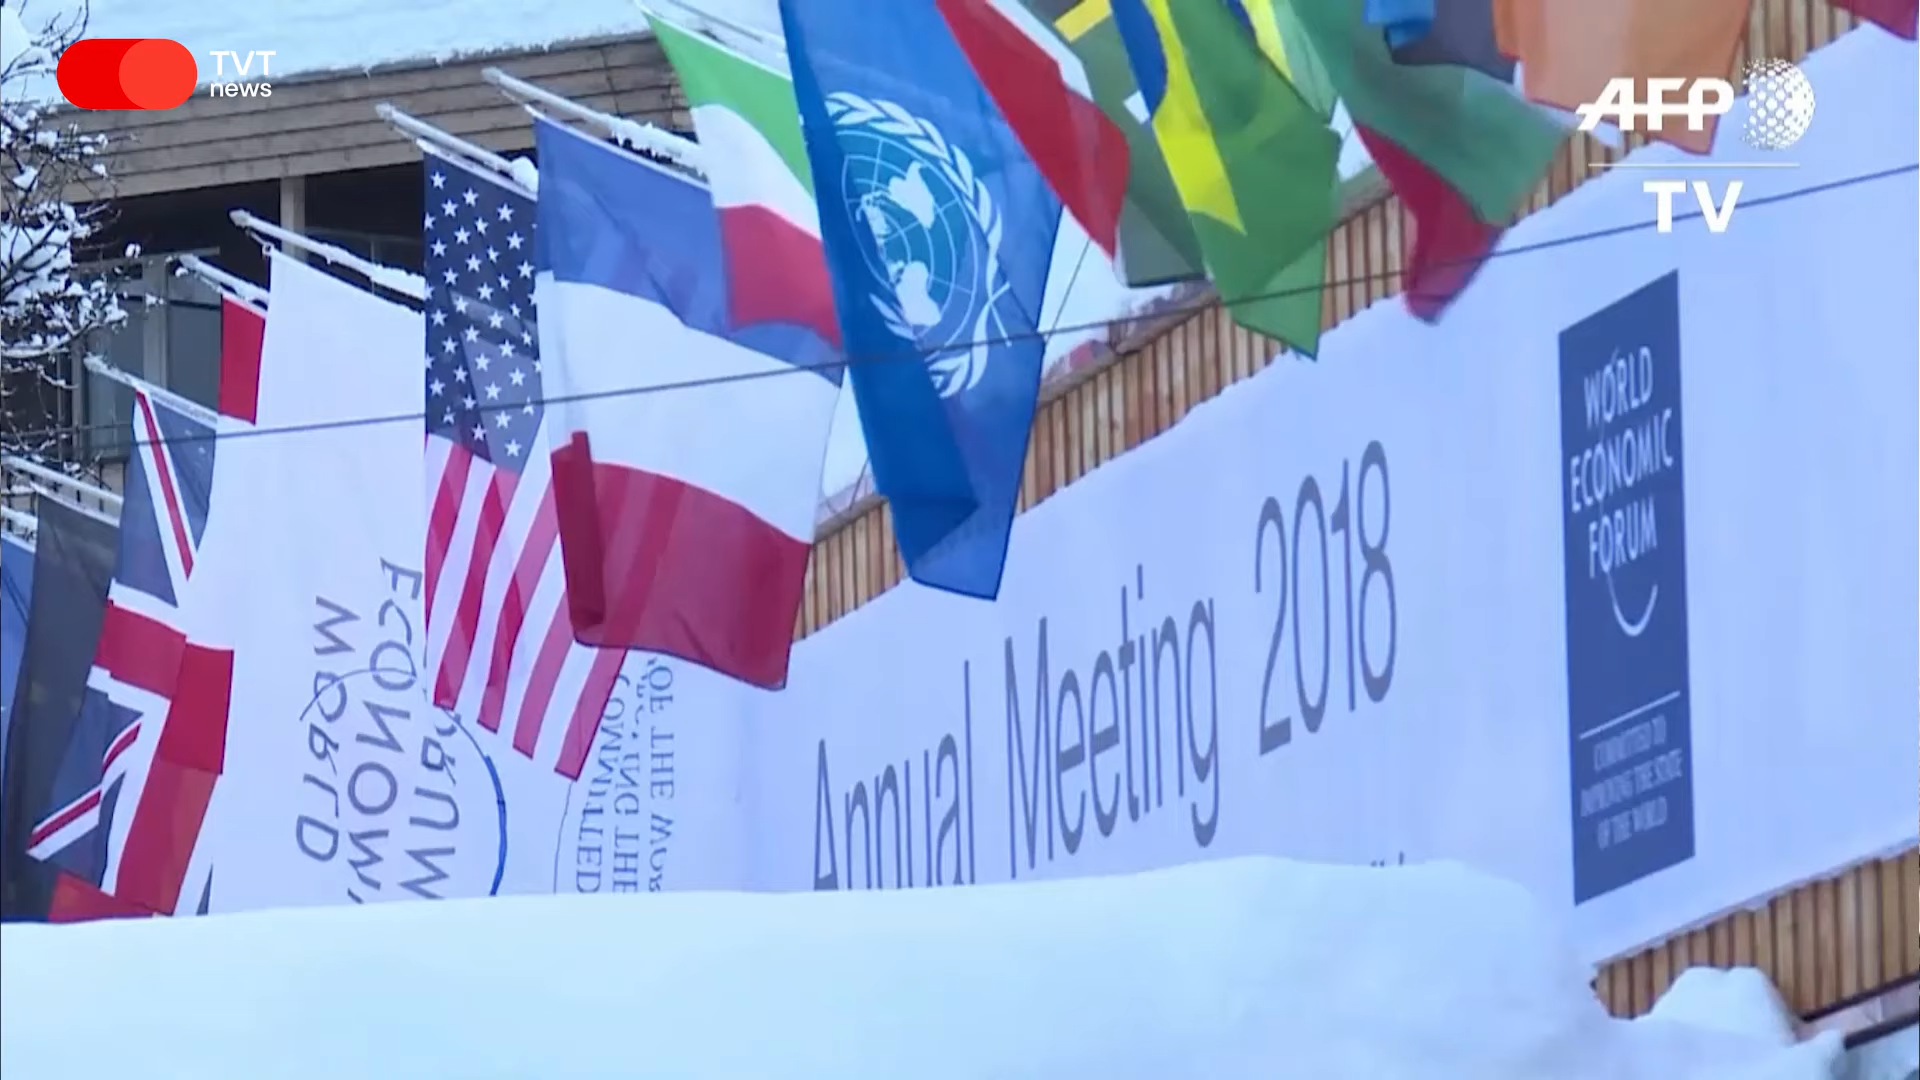 TVT
news
AFP
TV
WORLD
ECONOMIC
FORUM
COMMITTED TO
IMPROVING THE STATE
OF THE WORLD
Annual Meeting 2018
WORLD
ECONOMIC